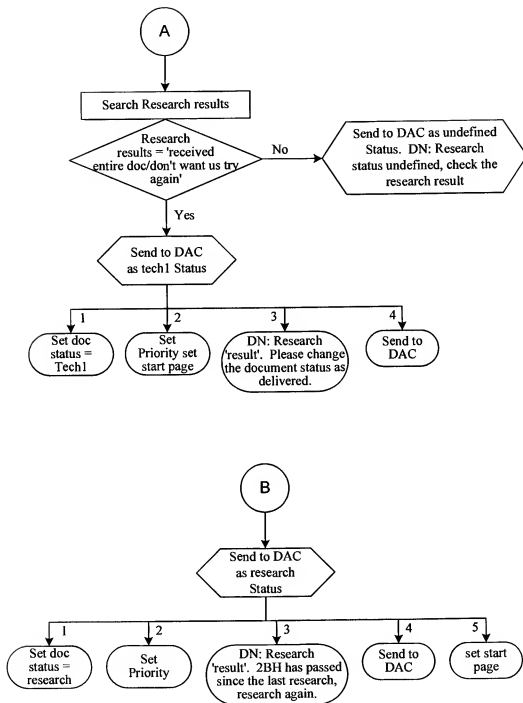 A
Search Research results
Research
results = 'received
entire doc/don't want us try
again'
No
Send to DAC as undefined
Status. DN: Research
status undefined, check the
research result
Yes
Send to DAC
as tech1 Status
1
2
3
4
Set doc
status =
Tech1
Set
Priority set
start page
DN: Research
'result'. Please change
the document status as
delivered.
Send to
DAC
B
Send to DAC
as research
Status
1
2
3
4
5
Set doc
status =
research
Set
Priority
DN: Research
'result'. 2BH has passed
since the last research,
research again.
Send to
DAC
set start
page